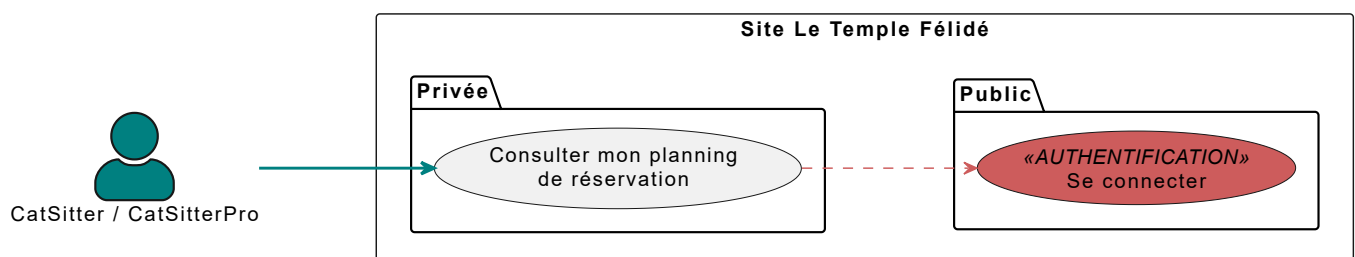 Site Le Temple Félidé
Privée
Public
Consulter mon planning
de réservation
«AUTHENTIFICATION»
Se connecter
CatSitter / CatSitterPro